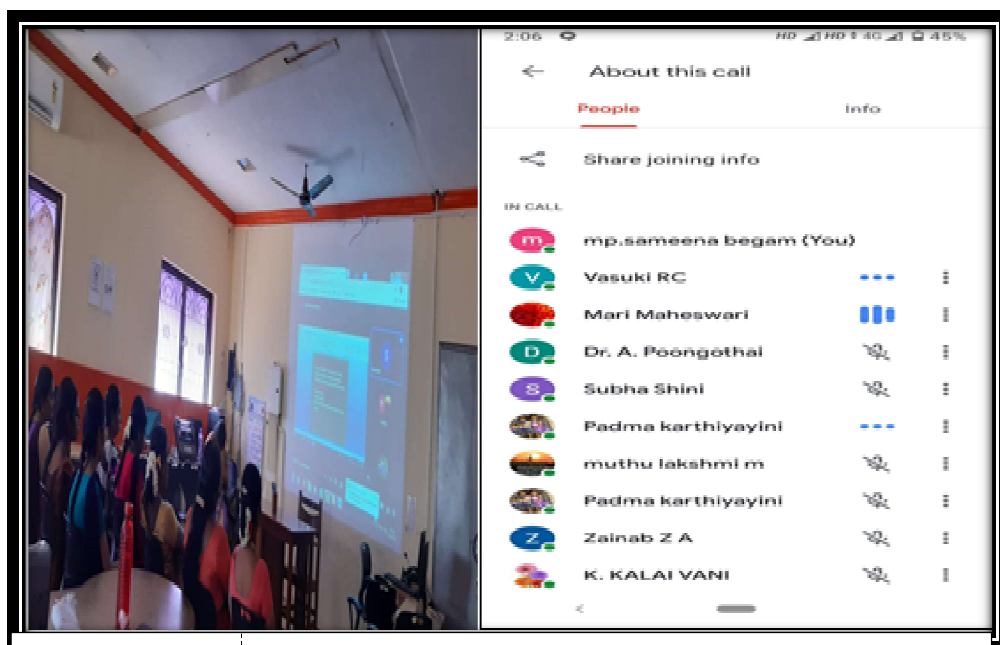 2:06 HD HD 4G 45%
About this call
People Info
Share joining info
IN CALL
m mp.sameena begam (You)
V Vasuki RC
Mari Maheswari
D Dr. A. Poongothai
S Subha Shini
Padma karthiyayini
muthu lakshmi m
Padma karthiyayini
Z Zainab Z A
K. KALAI VANI